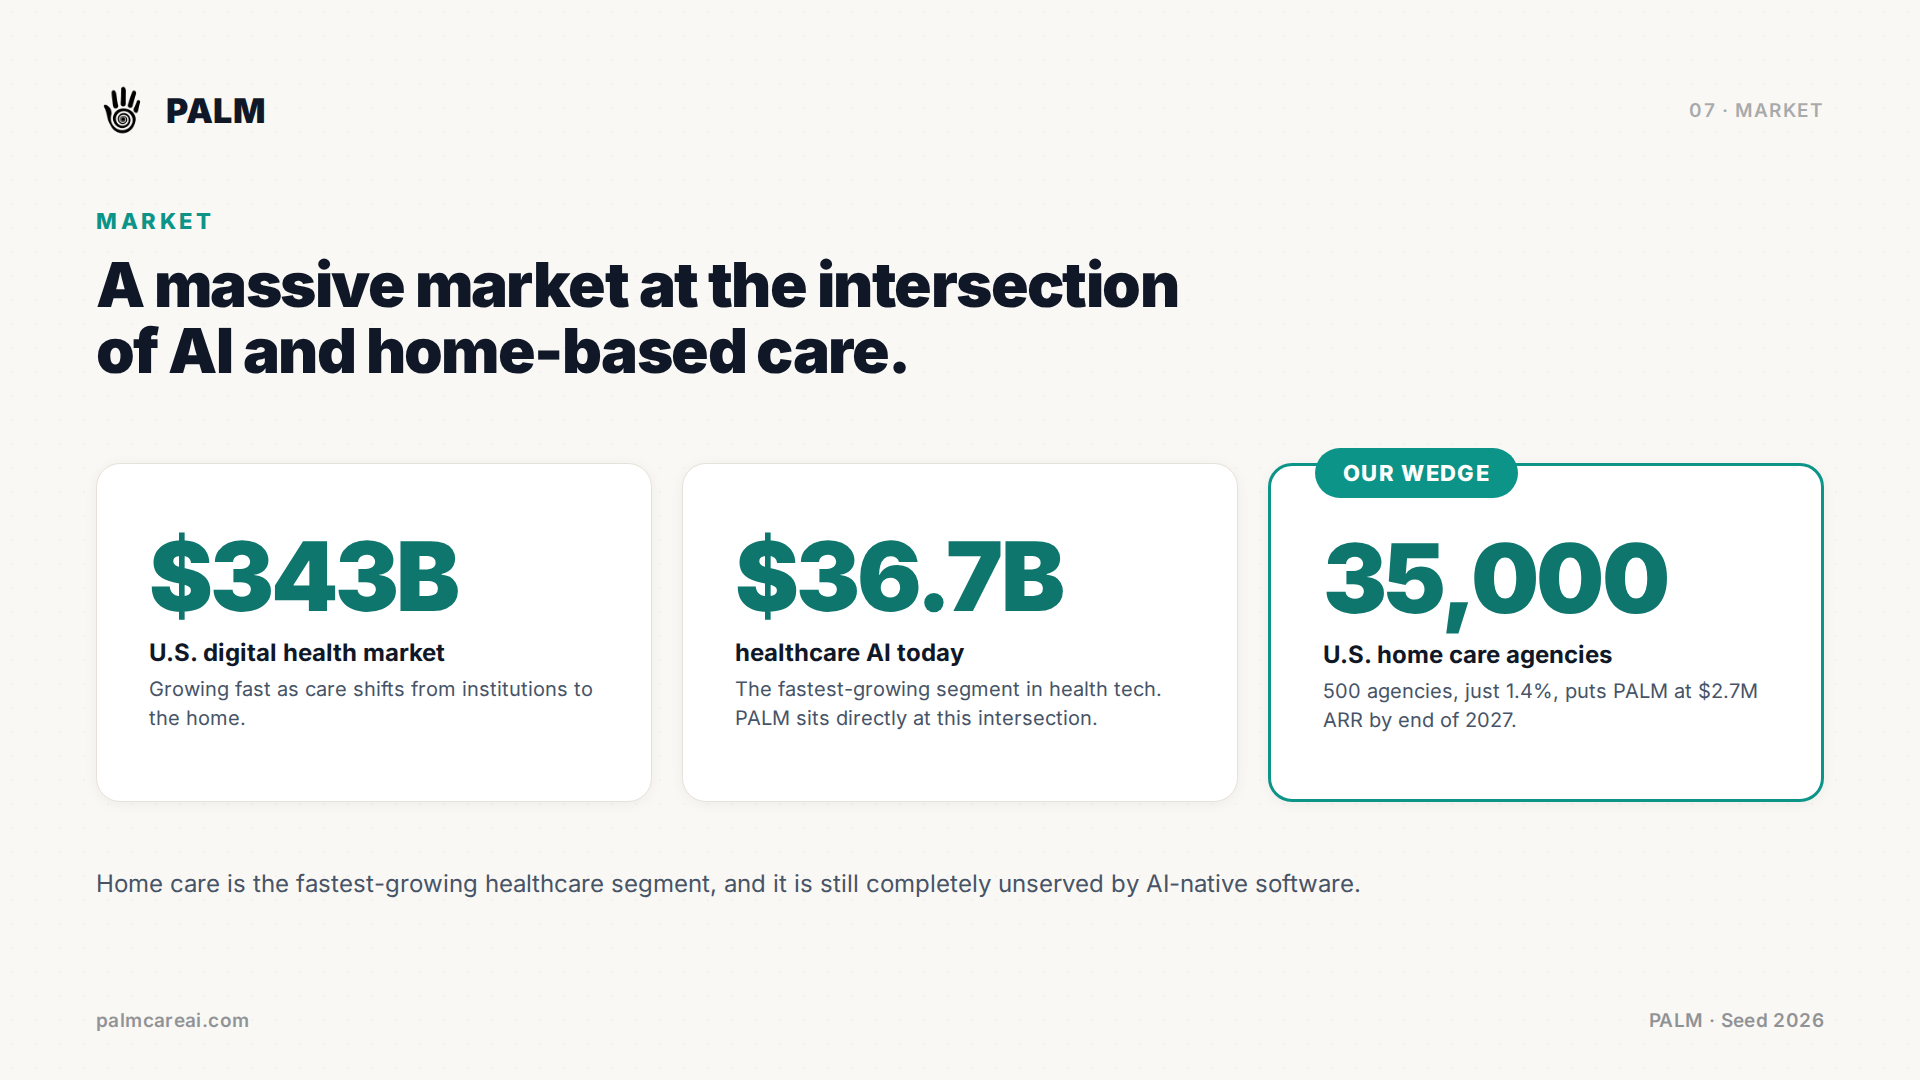 PALM
07 · MARKET
MARKET
A massive market at the intersection
of AI and home-based care.
$343B
U.S. digital health market
Growing fast as care shifts from institutions to
the home.
$36.7B
healthcare AI today
The fastest-growing segment in health tech.
PALM sits directly at this intersection.
OUR WEDGE
35,000
U.S. home care agencies
500 agencies, just 1.4%, puts PALM at $2.7M
ARR by end of 2027.
Home care is the fastest-growing healthcare segment, and it is still completely unserved by AI-native software.
palmcareai.com
PALM · Seed 2026